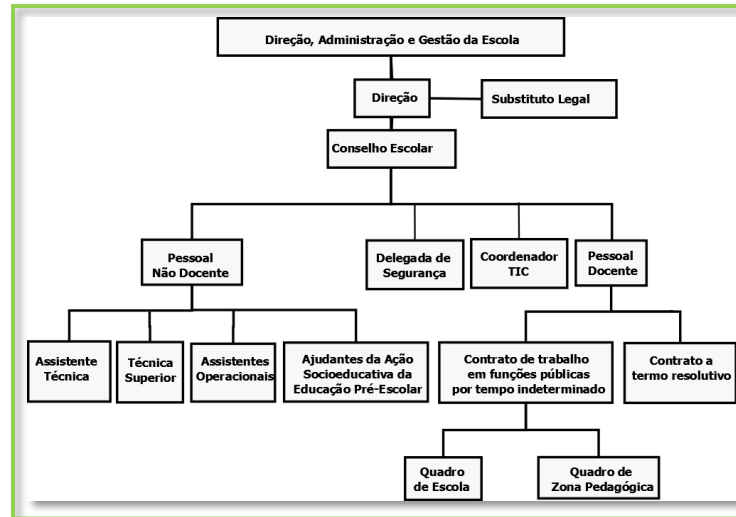 Direção, Administração e Gestão da Escola
Direção
Substituto Legal
Conselho Escolar
Pessoal
Não Docente
Delegada de
Segurança
Coordenador
TIC
Pessoal
Docente
Assistente
Técnica
Técnica
Superior
Assistentes
Operacionais
Ajudantes da Ação
Socioeducativa da
Educação Pré-Escolar
Contrato de trabalho
em funções públicas
por tempo indeterminado
Contrato a
termo resolutivo
Quadro
de Escola
Quadro de
Zona Pedagógica